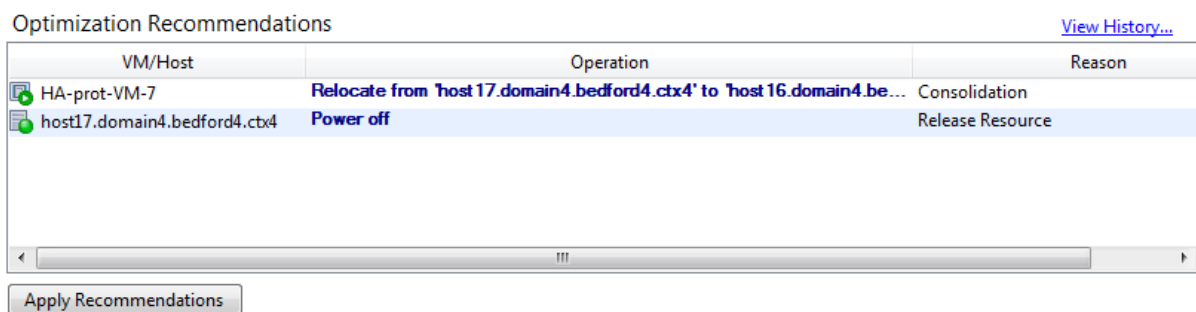 Optimization Recommendations View History...
VM/Host Operation Reason
HA-prot-VM-7 Relocate from 'host17.domain4.bedford4.ctx4' to 'host16.domain4.be... Consolidation
host17.domain4.bedford4.ctx4 Power off Release Resource
Apply Recommendations